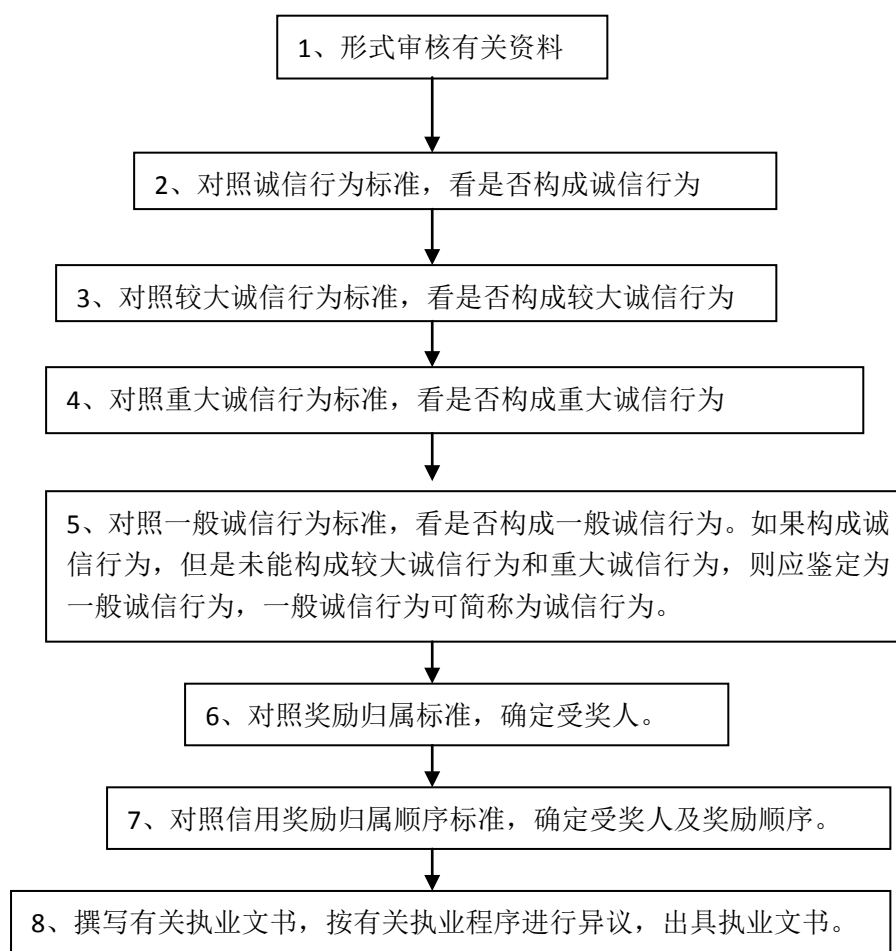 1、形式审核有关资料
2、对照诚信行为标准，看是否构成诚信行为
3、对照较大诚信行为标准，看是否构成较大诚信行为
4、对照重大诚信行为标准，看是否构成重大诚信行为
5、对照一般诚信行为标准，看是否构成一般诚信行为。如果构成诚
信行为，但是未能构成较大诚信行为和重大诚信行为，则应鉴定为
一般诚信行为，一般诚信行为可简称为诚信行为。
6、对照奖励归属标准，确定受奖人。
7、对照信用奖励归属顺序标准，确定受奖人及奖励顺序。
8、撰写有关执业文书，按有关执业程序进行异议，出具执业文书。